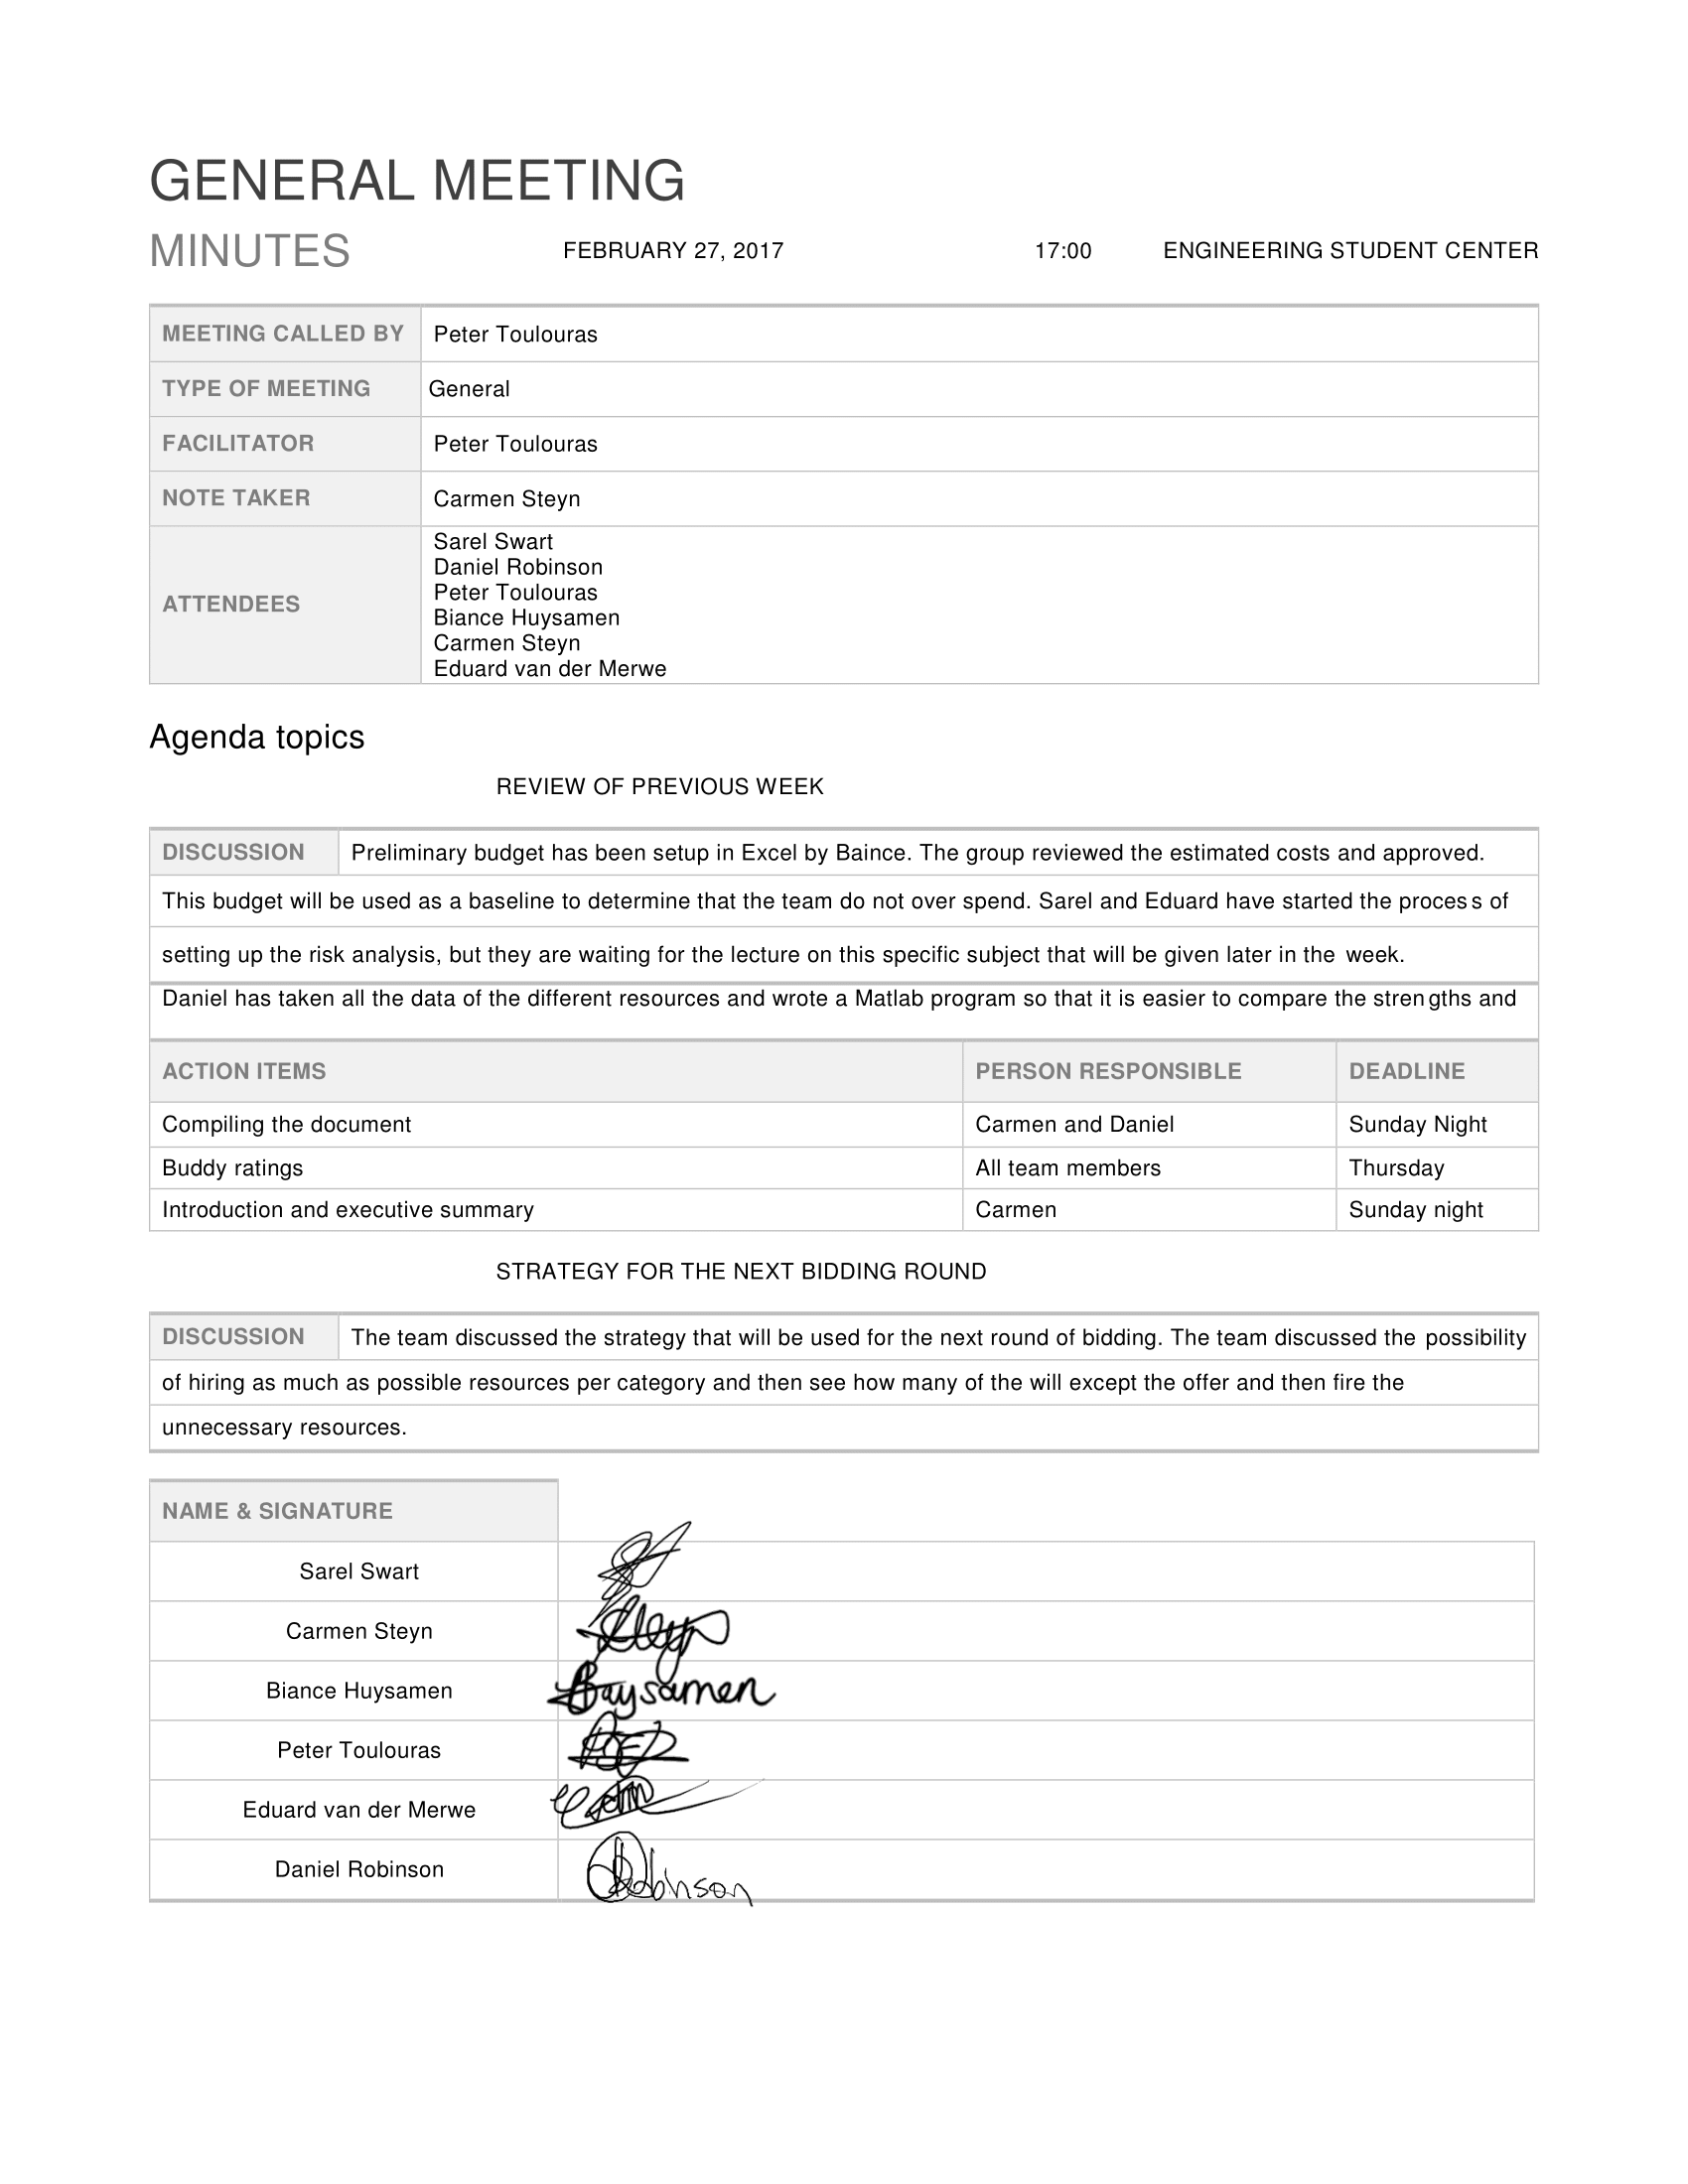 GENERAL MEETING
MINUTES FEBRUARY 27, 2017 17:00 ENGINEERING STUDENT CENTER
MEETING CALLED BY Peter Toulouras
TYPE OF MEETING General
FACILITATOR Peter Toulouras
NOTE TAKER Carmen Steyn
ATTENDEES
Sarel Swart
Daniel Robinson
Peter Toulouras
Biance Huysamen
Carmen Steyn
Eduard van der Merwe
Agenda topics
REVIEW OF PREVIOUS WEEK
DISCUSSION Preliminary budget has been setup in Excel by Baince. The group reviewed the estimated costs and approved.
This budget will be used as a baseline to determine that the team do not over spend. Sarel and Eduard have started the process of
setting up the risk analysis, but they are waiting for the lecture on this specific subject that will be given later in the week.
Daniel has taken all the data of the different resources and wrote a Matlab program so that it is easier to compare the strengths and
ACTION ITEMS PERSON RESPONSIBLE DEADLINE
Compiling the document Carmen and Daniel Sunday Night
Buddy ratings All team members Thursday
Introduction and executive summary Carmen Sunday night
STRATEGY FOR THE NEXT BIDDING ROUND
DISCUSSION The team discussed the strategy that will be used for the next round of bidding. The team discussed the possibility
of hiring as much as possible resources per category and then see how many of the will except the offer and then fire the
unnecessary resources.
NAME & SIGNATURE
Sarel Swart
Carmen Steyn
Biance Huysamen
Peter Toulouras
Eduard van der Merwe
Daniel Robinson